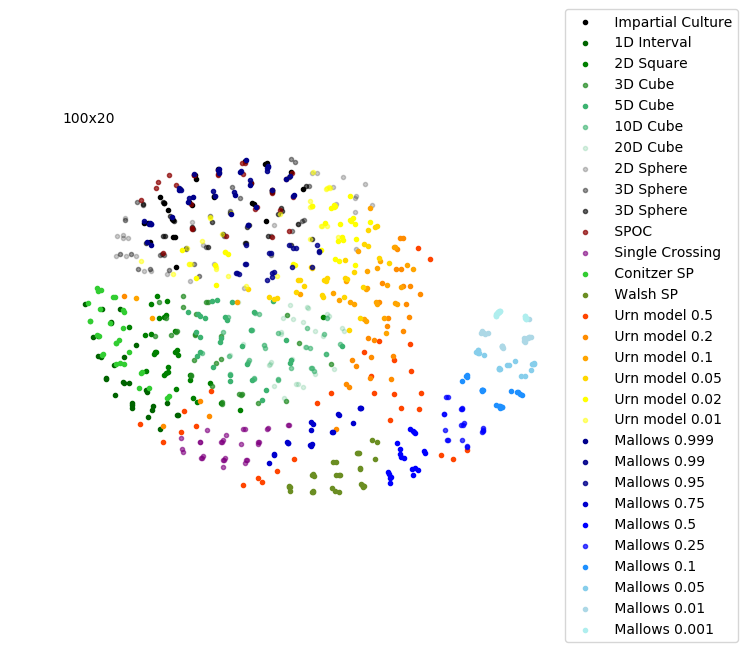 100x20
Impartial Culture
1D Interval
2D Square
3D Cube
5D Cube
10D Cube
20D Cube
2D Sphere
3D Sphere
3D Sphere
SPOC
Single Crossing
Conitzer SP
Walsh SP
Urn model 0.5
Urn model 0.2
Urn model 0.1
Urn model 0.05
Urn model 0.02
Urn model 0.01
Mallows 0.999
Mallows 0.99
Mallows 0.95
Mallows 0.75
Mallows 0.5
Mallows 0.25
Mallows 0.1
Mallows 0.05
Mallows 0.01
Mallows 0.001